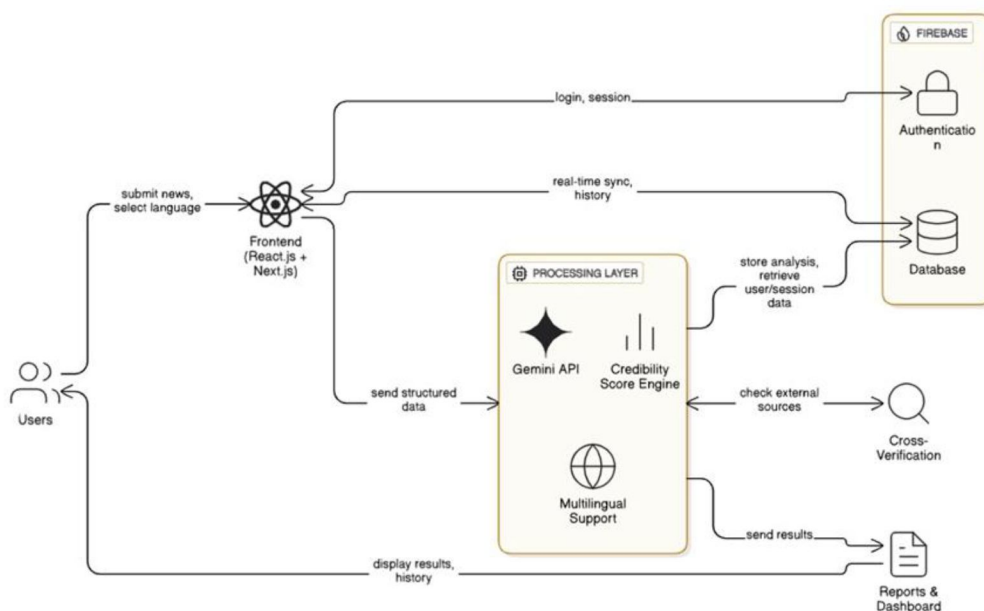 FIREBASE
login, session
Authenticatio
n
submit news,
select language
real-time sync,
history
Frontend
(React.js +
Next.js)
Database
store analysis,
retrieve
user/session
data
PROCESSING LAYER
Gemini API
Credibility
Score Engine
send structured
data
check external
sources
Users
Cross-
Verification
Multilingual
Support
send results
display results,
history
Reports &
Dashboard